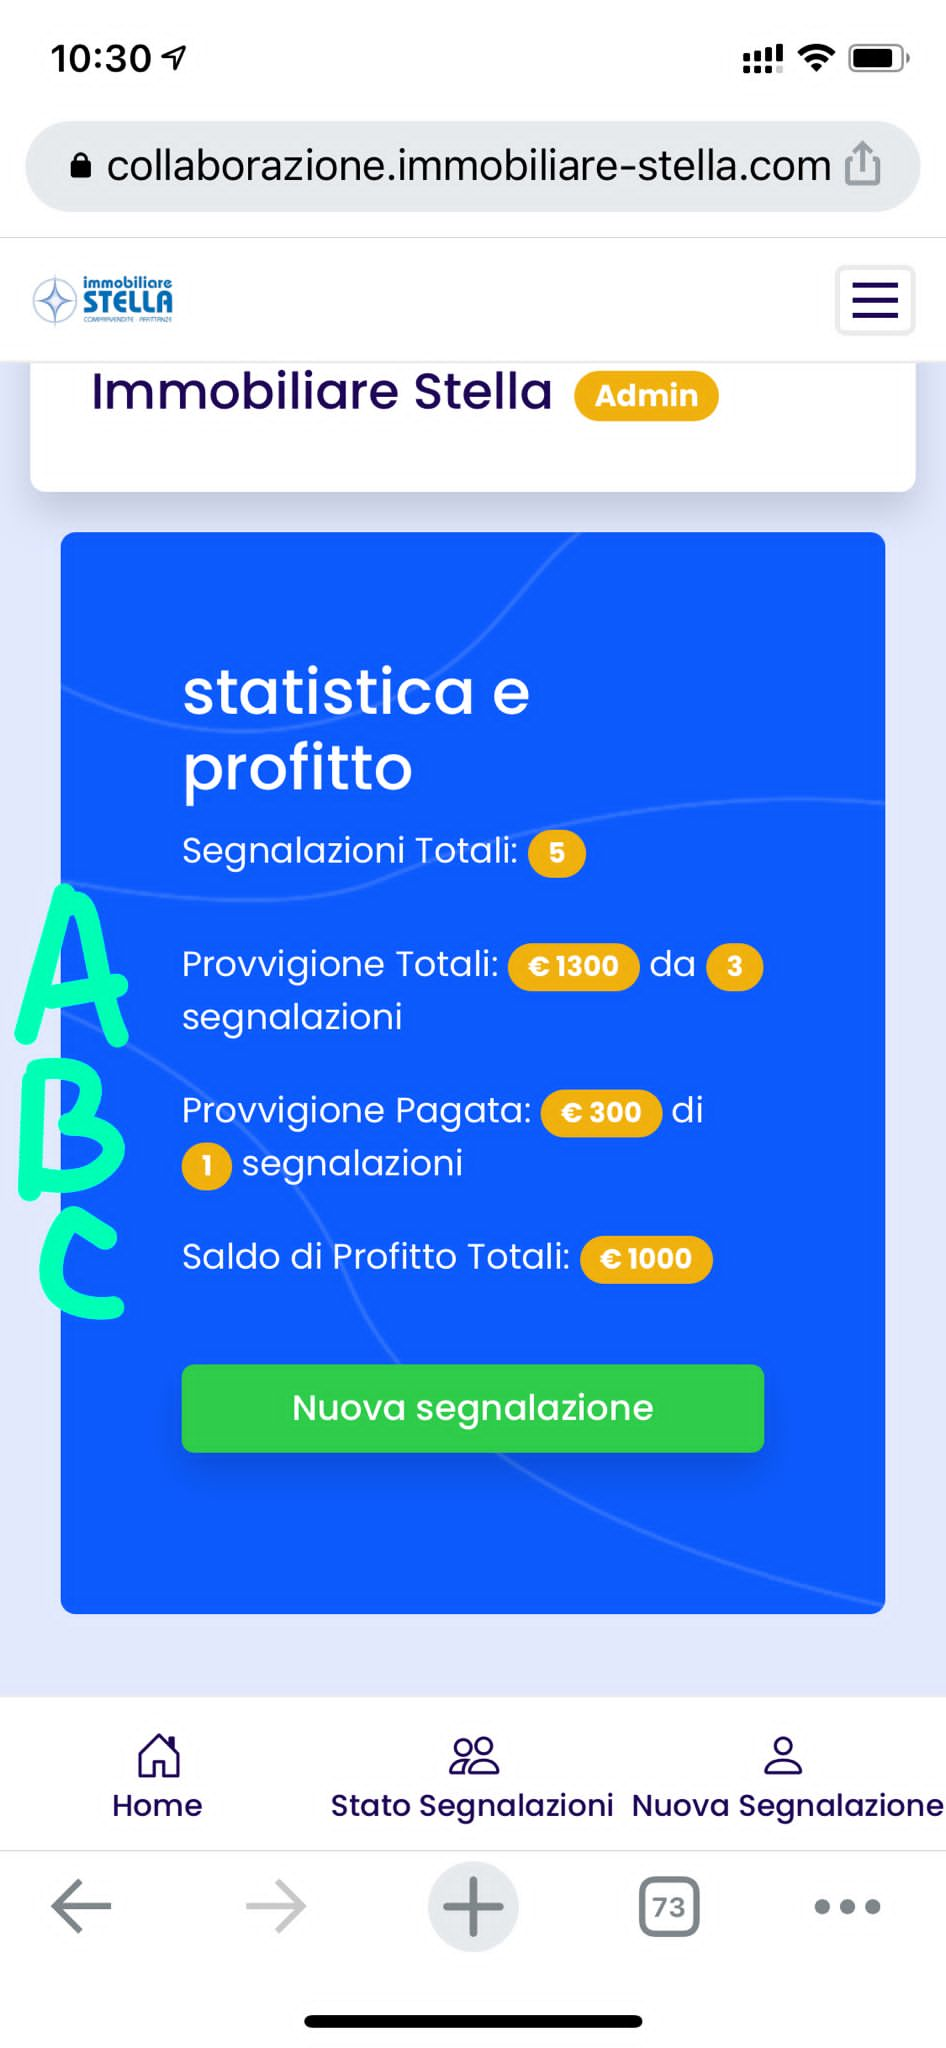 10:30
collaborazione.immobiliare-stella.com
immobiliare
STELLA
COMPRAVENDITE - AFFITTANZE
Immobiliare Stella Admin
statistica e
profitto
Segnalazioni Totali: 5
A
Provvigione Totali: € 1300 da 3
segnalazioni
B
Provvigione Pagata: € 300 di
1 segnalazioni
C
Saldo di Profitto Totali: € 1000
Nuova segnalazione
Home
Stato Segnalazioni
Nuova Segnalazione
73